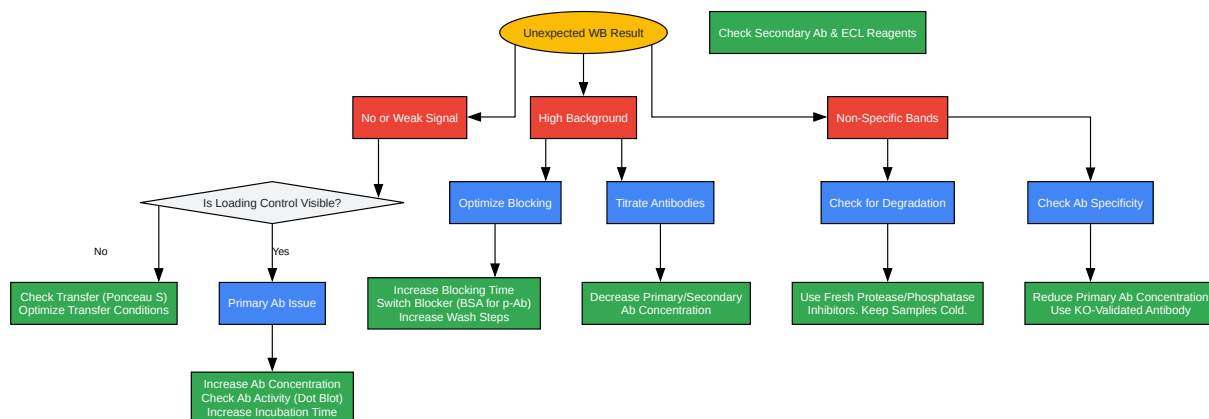 Unexpected WB Result
Check Secondary Ab & ECL Reagents
No or Weak Signal
High Background
Non-Specific Bands
Is Loading Control Visible?
Optimize Blocking
Titrate Antibodies
Check for Degradation
Check Ab Specificity
No
Yes
Check Transfer (Ponceau S)
Optimize Transfer Conditions
Primary Ab Issue
Increase Blocking Time
Switch Blocker (BSA for p-Ab)
Increase Wash Steps
Decrease Primary/Secondary
Ab Concentration
Use Fresh Protease/Phosphatase
Inhibitors. Keep Samples Cold.
Reduce Primary Ab Concentration
Use KO-Validated Antibody
Increase Ab Concentration
Check Ab Activity (Dot Blot)
Increase Incubation Time